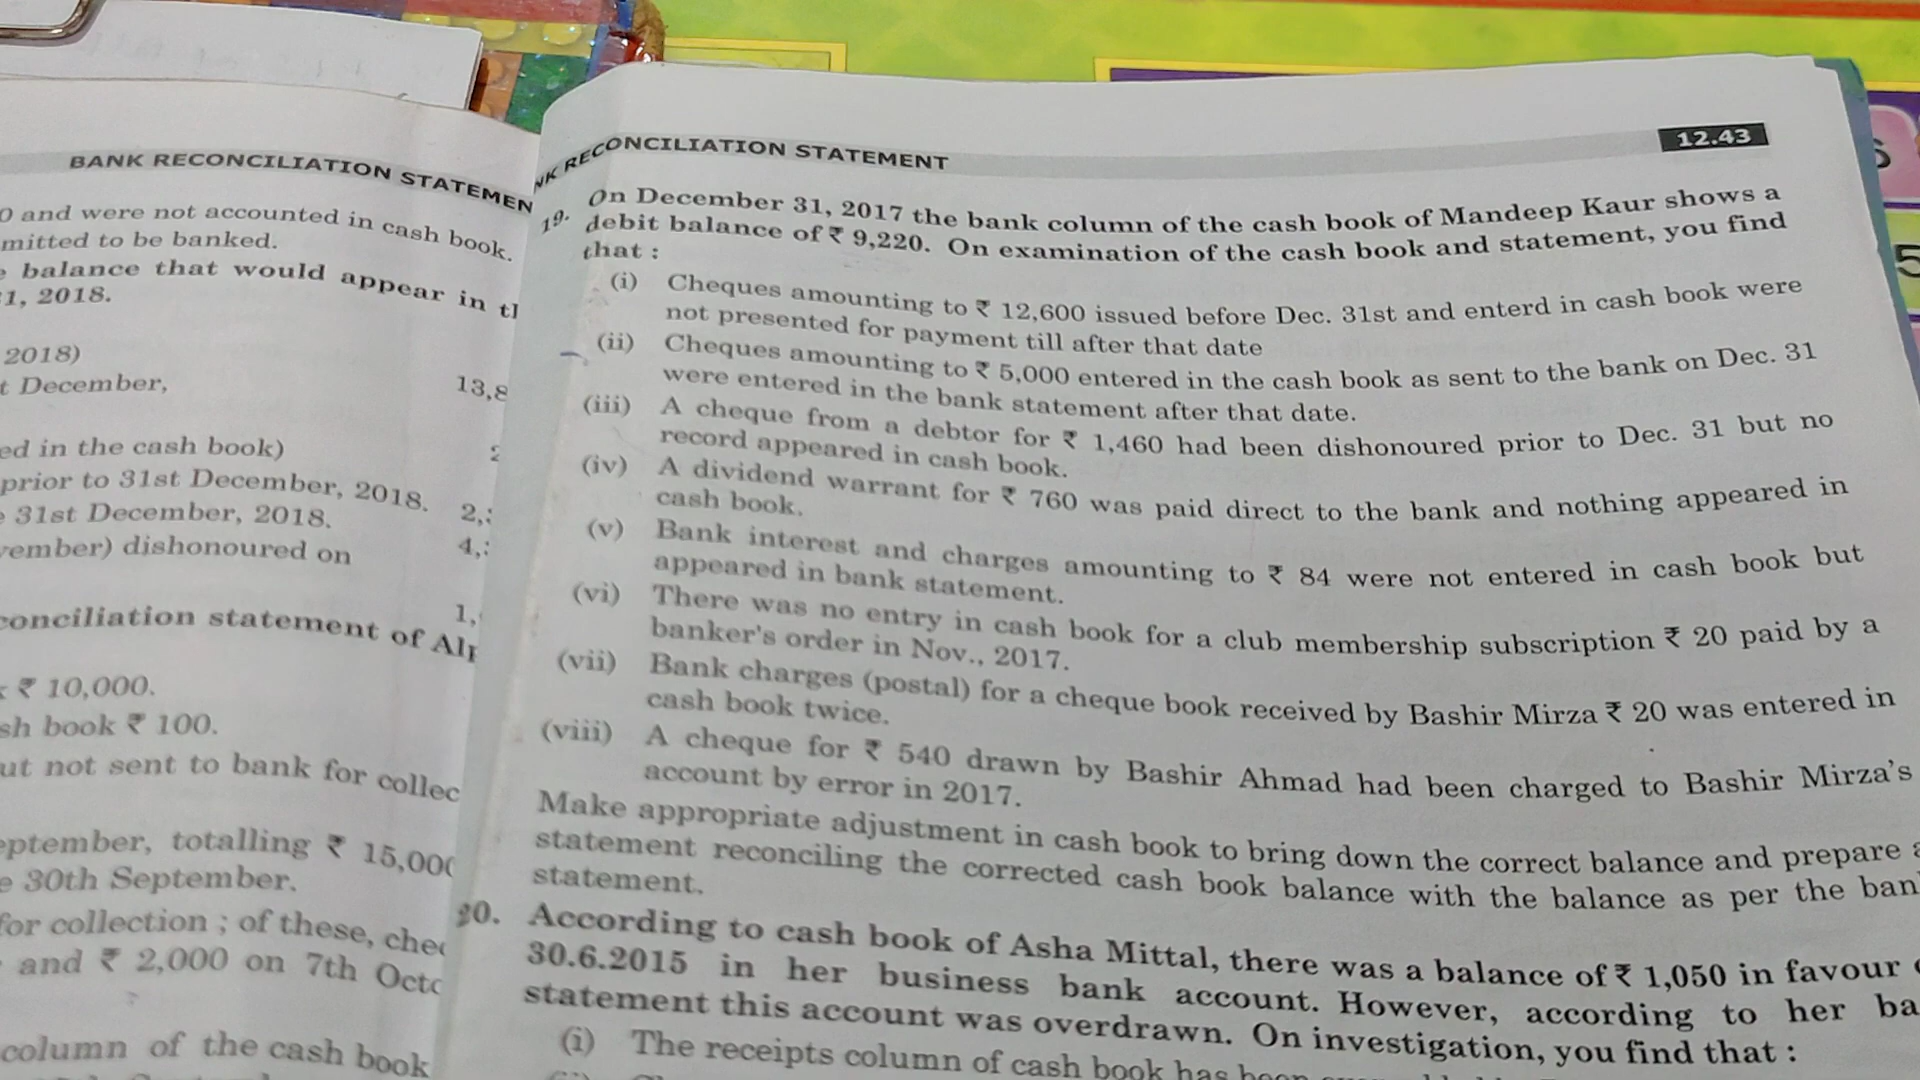 BANK RECONCILIATION STATEMEN
0 and were not accounted in cash book.
mitted to be banked.
balance that would appear in tl
1, 2018.
2018)
t December,
13,8
ed in the cash book)
2
prior to 31st December, 2018.
2,
31st December, 2018.
4,
vember) dishonoured on
1,
conciliation statement of Alp
₹ 10,000.
sh book ₹ 100.
ut not sent to bank for collec
eptember, totalling ₹ 15,000
e 30th September.
for collection ; of these, chec
and ₹ 2,000 on 7th Octo
column of the cash book
NK RECONCILIATION STATEMENT
12.43
19. On December 31, 2017 the bank column of the cash book of Mandeep Kaur shows a
debit balance of ₹ 9,220. On examination of the cash book and statement, you find
that :
(i) Cheques amounting to ₹ 12,600 issued before Dec. 31st and enterd in cash book were
not presented for payment till after that date
(ii) Cheques amounting to ₹ 5,000 entered in the cash book as sent to the bank on Dec. 31
were entered in the bank statement after that date.
(iii) A cheque from a debtor for ₹ 1,460 had been dishonoured prior to Dec. 31 but no
record appeared in cash book.
(iv) A dividend warrant for ₹ 760 was paid direct to the bank and nothing appeared in
cash book.
(v) Bank interest and charges amounting to ₹ 84 were not entered in cash book but
appeared in bank statement.
(vi) There was no entry in cash book for a club membership subscription ₹ 20 paid by a
banker's order in Nov., 2017.
(vii) Bank charges (postal) for a cheque book received by Bashir Mirza ₹ 20 was entered in
cash book twice.
(viii) A cheque for ₹ 540 drawn by Bashir Ahmad had been charged to Bashir Mirza's
account by error in 2017.
Make appropriate adjustment in cash book to bring down the correct balance and prepare a
statement reconciling the corrected cash book balance with the balance as per the ban
statement.
20. According to cash book of Asha Mittal, there was a balance of ₹ 1,050 in favour
30.6.2015 in her business bank account. However, according to her ba
statement this account was overdrawn. On investigation, you find that :
(i) The receipts column of cash book has been
5